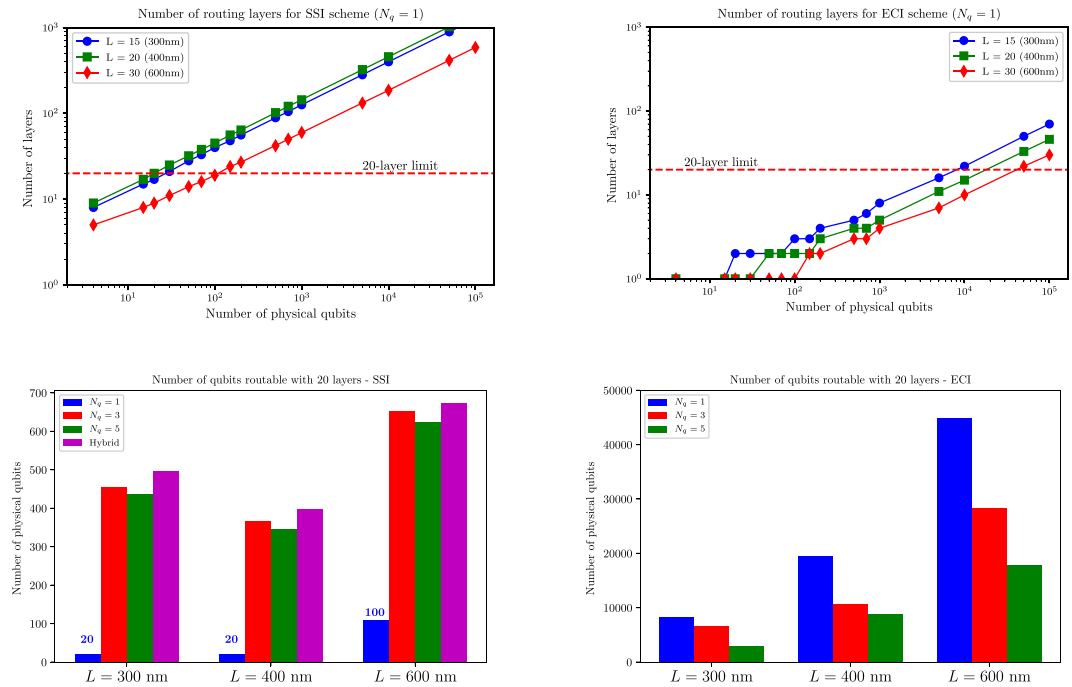 Number of routing layers for SSI scheme (N_q = 1)
10^3
10^2
10^1
10^0
Number of layers
L = 15 (300nm)
L = 20 (400nm)
L = 30 (600nm)
20-layer limit
10^1
10^2
10^3
10^4
10^5
Number of physical qubits
Number of routing layers for ECI scheme (N_q = 1)
10^3
10^2
10^1
10^0
Number of layers
L = 15 (300nm)
L = 20 (400nm)
L = 30 (600nm)
20-layer limit
10^1
10^2
10^3
10^4
10^5
Number of physical qubits
Number of qubits routable with 20 layers - SSI
700
600
500
400
300
200
100
0
Number of physical qubits
N_q = 1
N_q = 3
N_q = 5
Hybrid
20
20
100
L = 300 nm
L = 400 nm
L = 600 nm
Number of qubits routable with 20 layers - ECI
50000
40000
30000
20000
10000
0
Number of physical qubits
N_q = 1
N_q = 3
N_q = 5
L = 300 nm
L = 400 nm
L = 600 nm